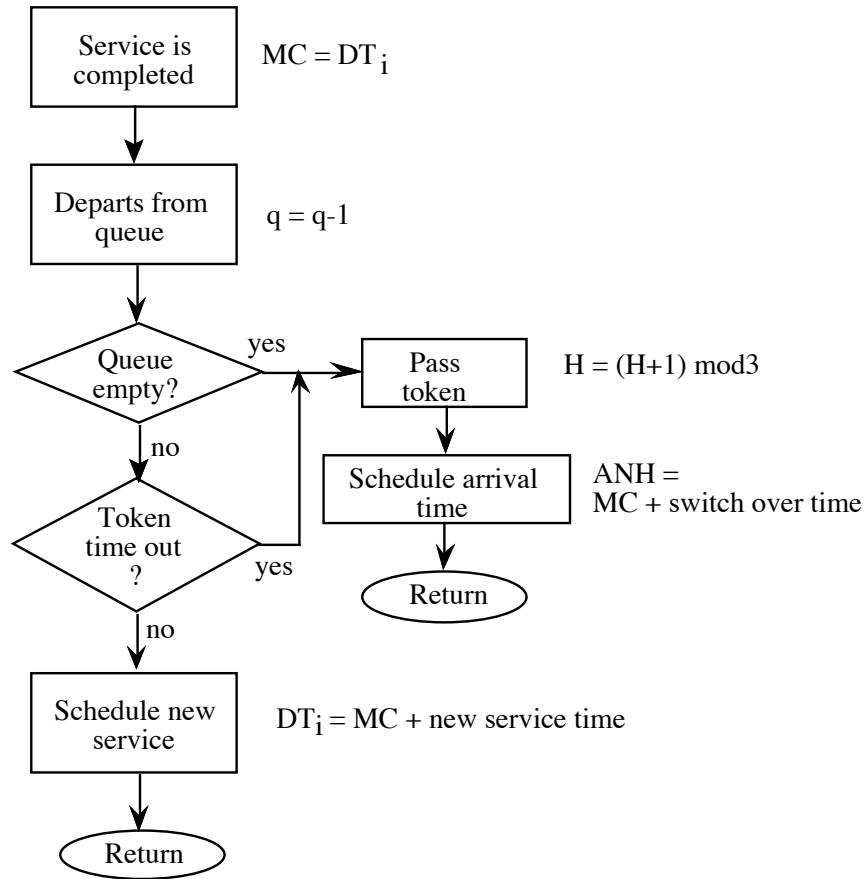 Service is
completed
MC = DTi
Departs from
queue
q = q-1
Queue
empty?
yes
Pass
token
H = (H+1) mod3
no
Schedule arrival
time
ANH =
MC + switch over time
Token
time out
?
yes
Return
no
Schedule new
service
DTi = MC + new service time
Return